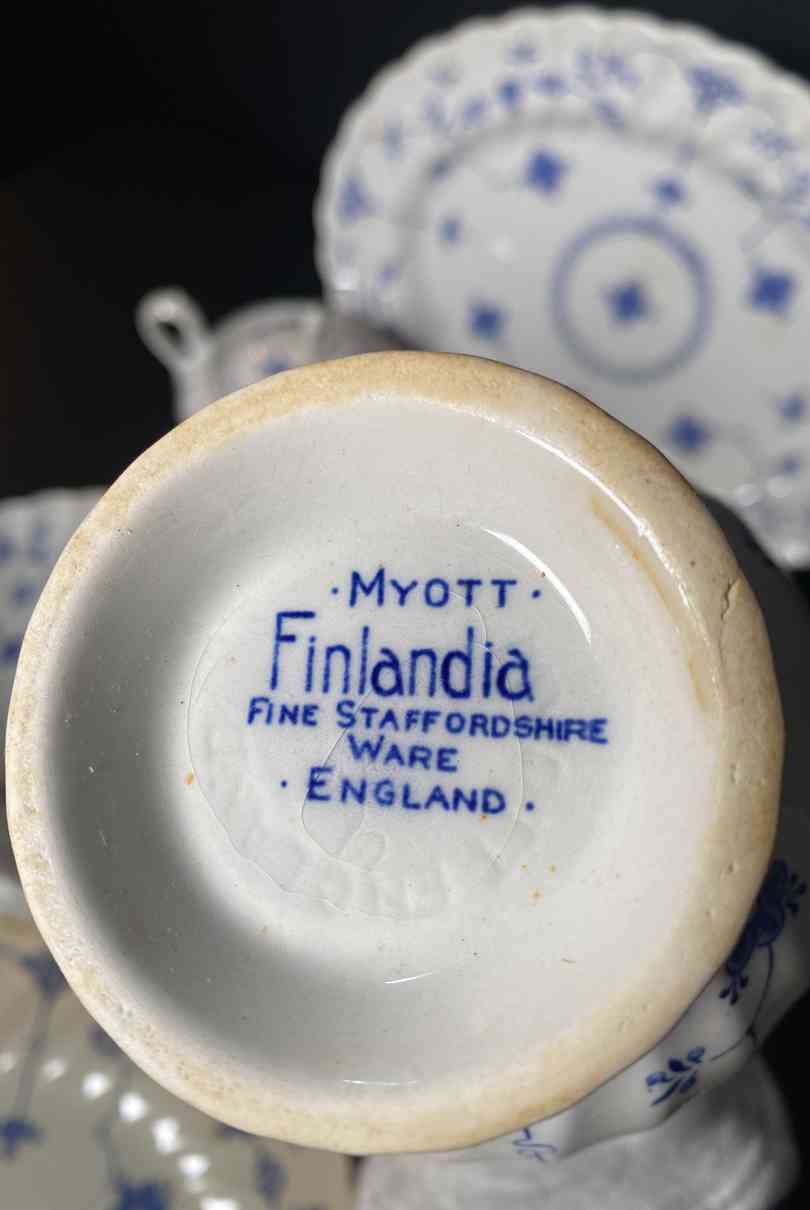 · MYOTT ·
Finlandia
FINE STAFFORDSHIRE
WARE
· ENGLAND ·